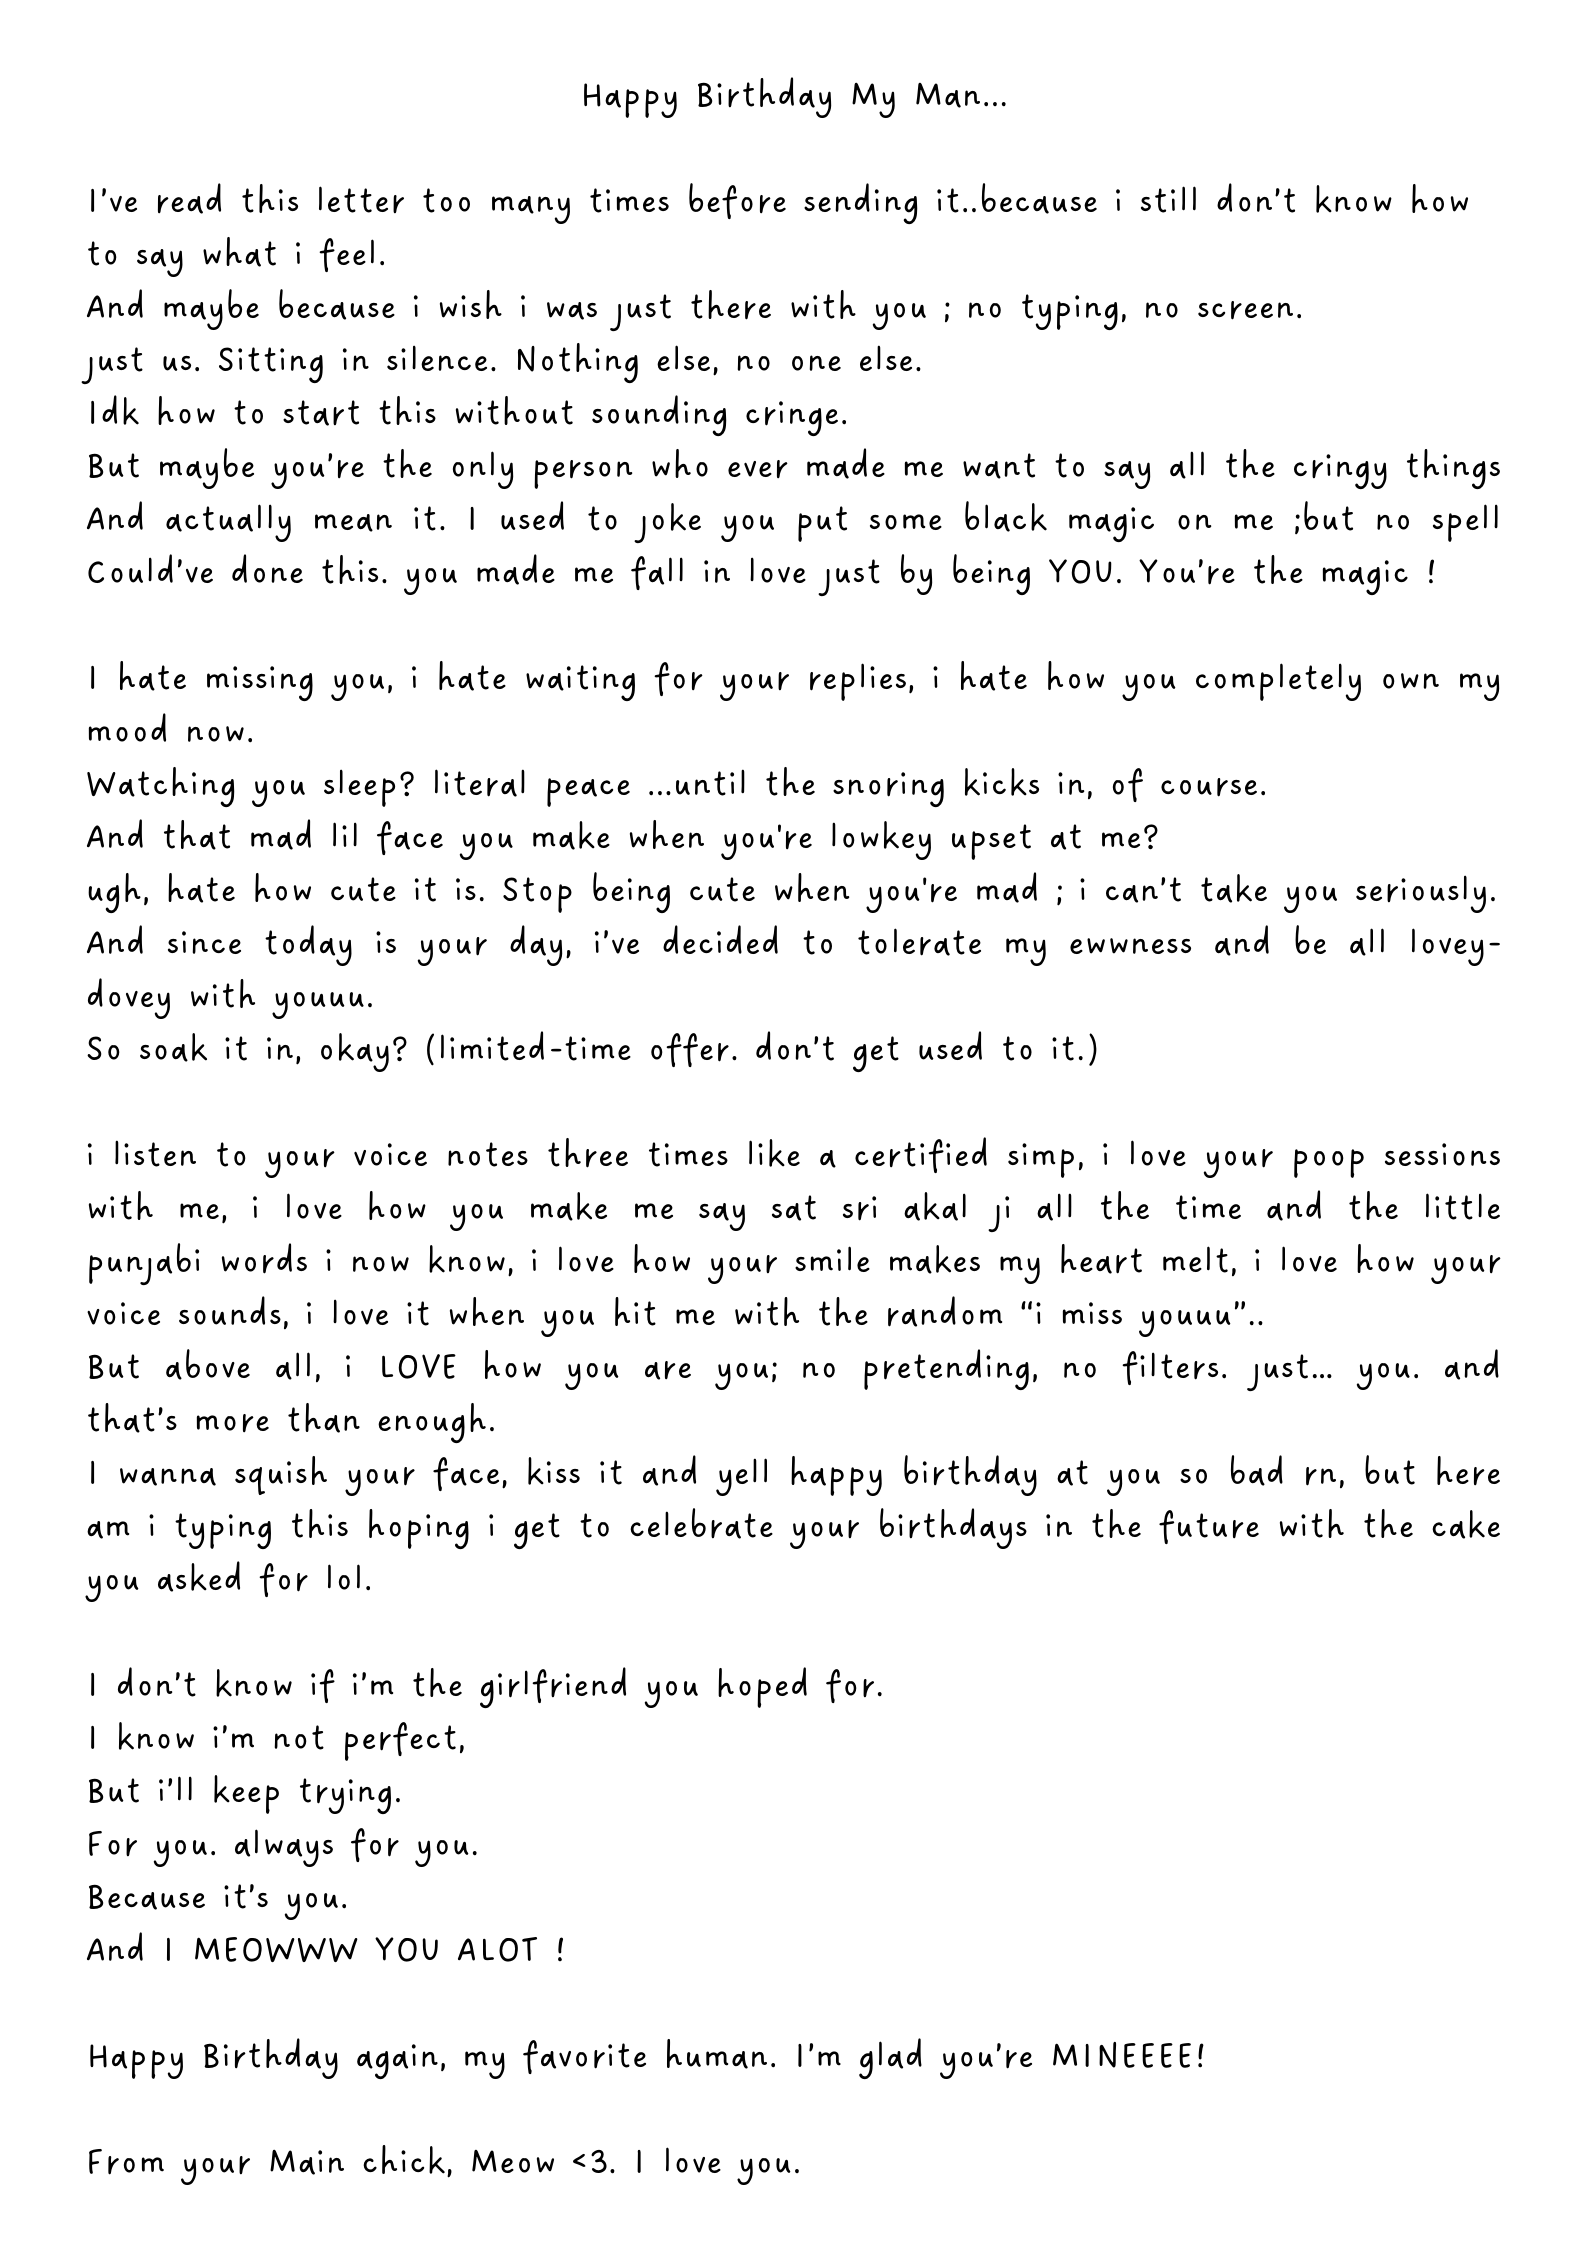 Happy Birthday My Man...
I've read this letter too many times before sending it..because i still don't know how
to say what i feel.
And maybe because i wish i was just there with you ; no typing, no screen.
just us. Sitting in silence. Nothing else, no one else.
Idk how to start this without sounding cringe.
But maybe you're the only person who ever made me want to say all the cringy things
And actually mean it. I used to joke you put some black magic on me ;but no spell
Could've done this. you made me fall in love just by being YOU. You're the magic !
I hate missing you, i hate waiting for your replies, i hate how you completely own my
mood now.
Watching you sleep? literal peace ...until the snoring kicks in, of course.
And that mad lil face you make when you're lowkey upset at me?
ugh, hate how cute it is. Stop being cute when you're mad ; i can't take you seriously.
And since today is your day, i've decided to tolerate my ewwness and be all lovey-
dovey with youuu.
So soak it in, okay? (limited-time offer. don't get used to it.)
i listen to your voice notes three times like a certified simp, i love your poop sessions
with me, i love how you make me say sat sri akal ji all the time and the little
punjabi words i now know, i love how your smile makes my heart melt, i love how your
voice sounds, i love it when you hit me with the random “i miss youuu”..
But above all, i LOVE how you are you; no pretending, no filters. just... you. and
that's more than enough.
I wanna squish your face, kiss it and yell happy birthday at you so bad rn, but here
am i typing this hoping i get to celebrate your birthdays in the future with the cake
you asked for lol.
I don't know if i'm the girlfriend you hoped for.
I know i'm not perfect,
But i'll keep trying.
For you. always for you.
Because it's you.
And I MEOWWW YOU ALOT !
Happy Birthday again, my favorite human. I'm glad you're MINEEEE!
From your Main chick, Meow <3. I love you.